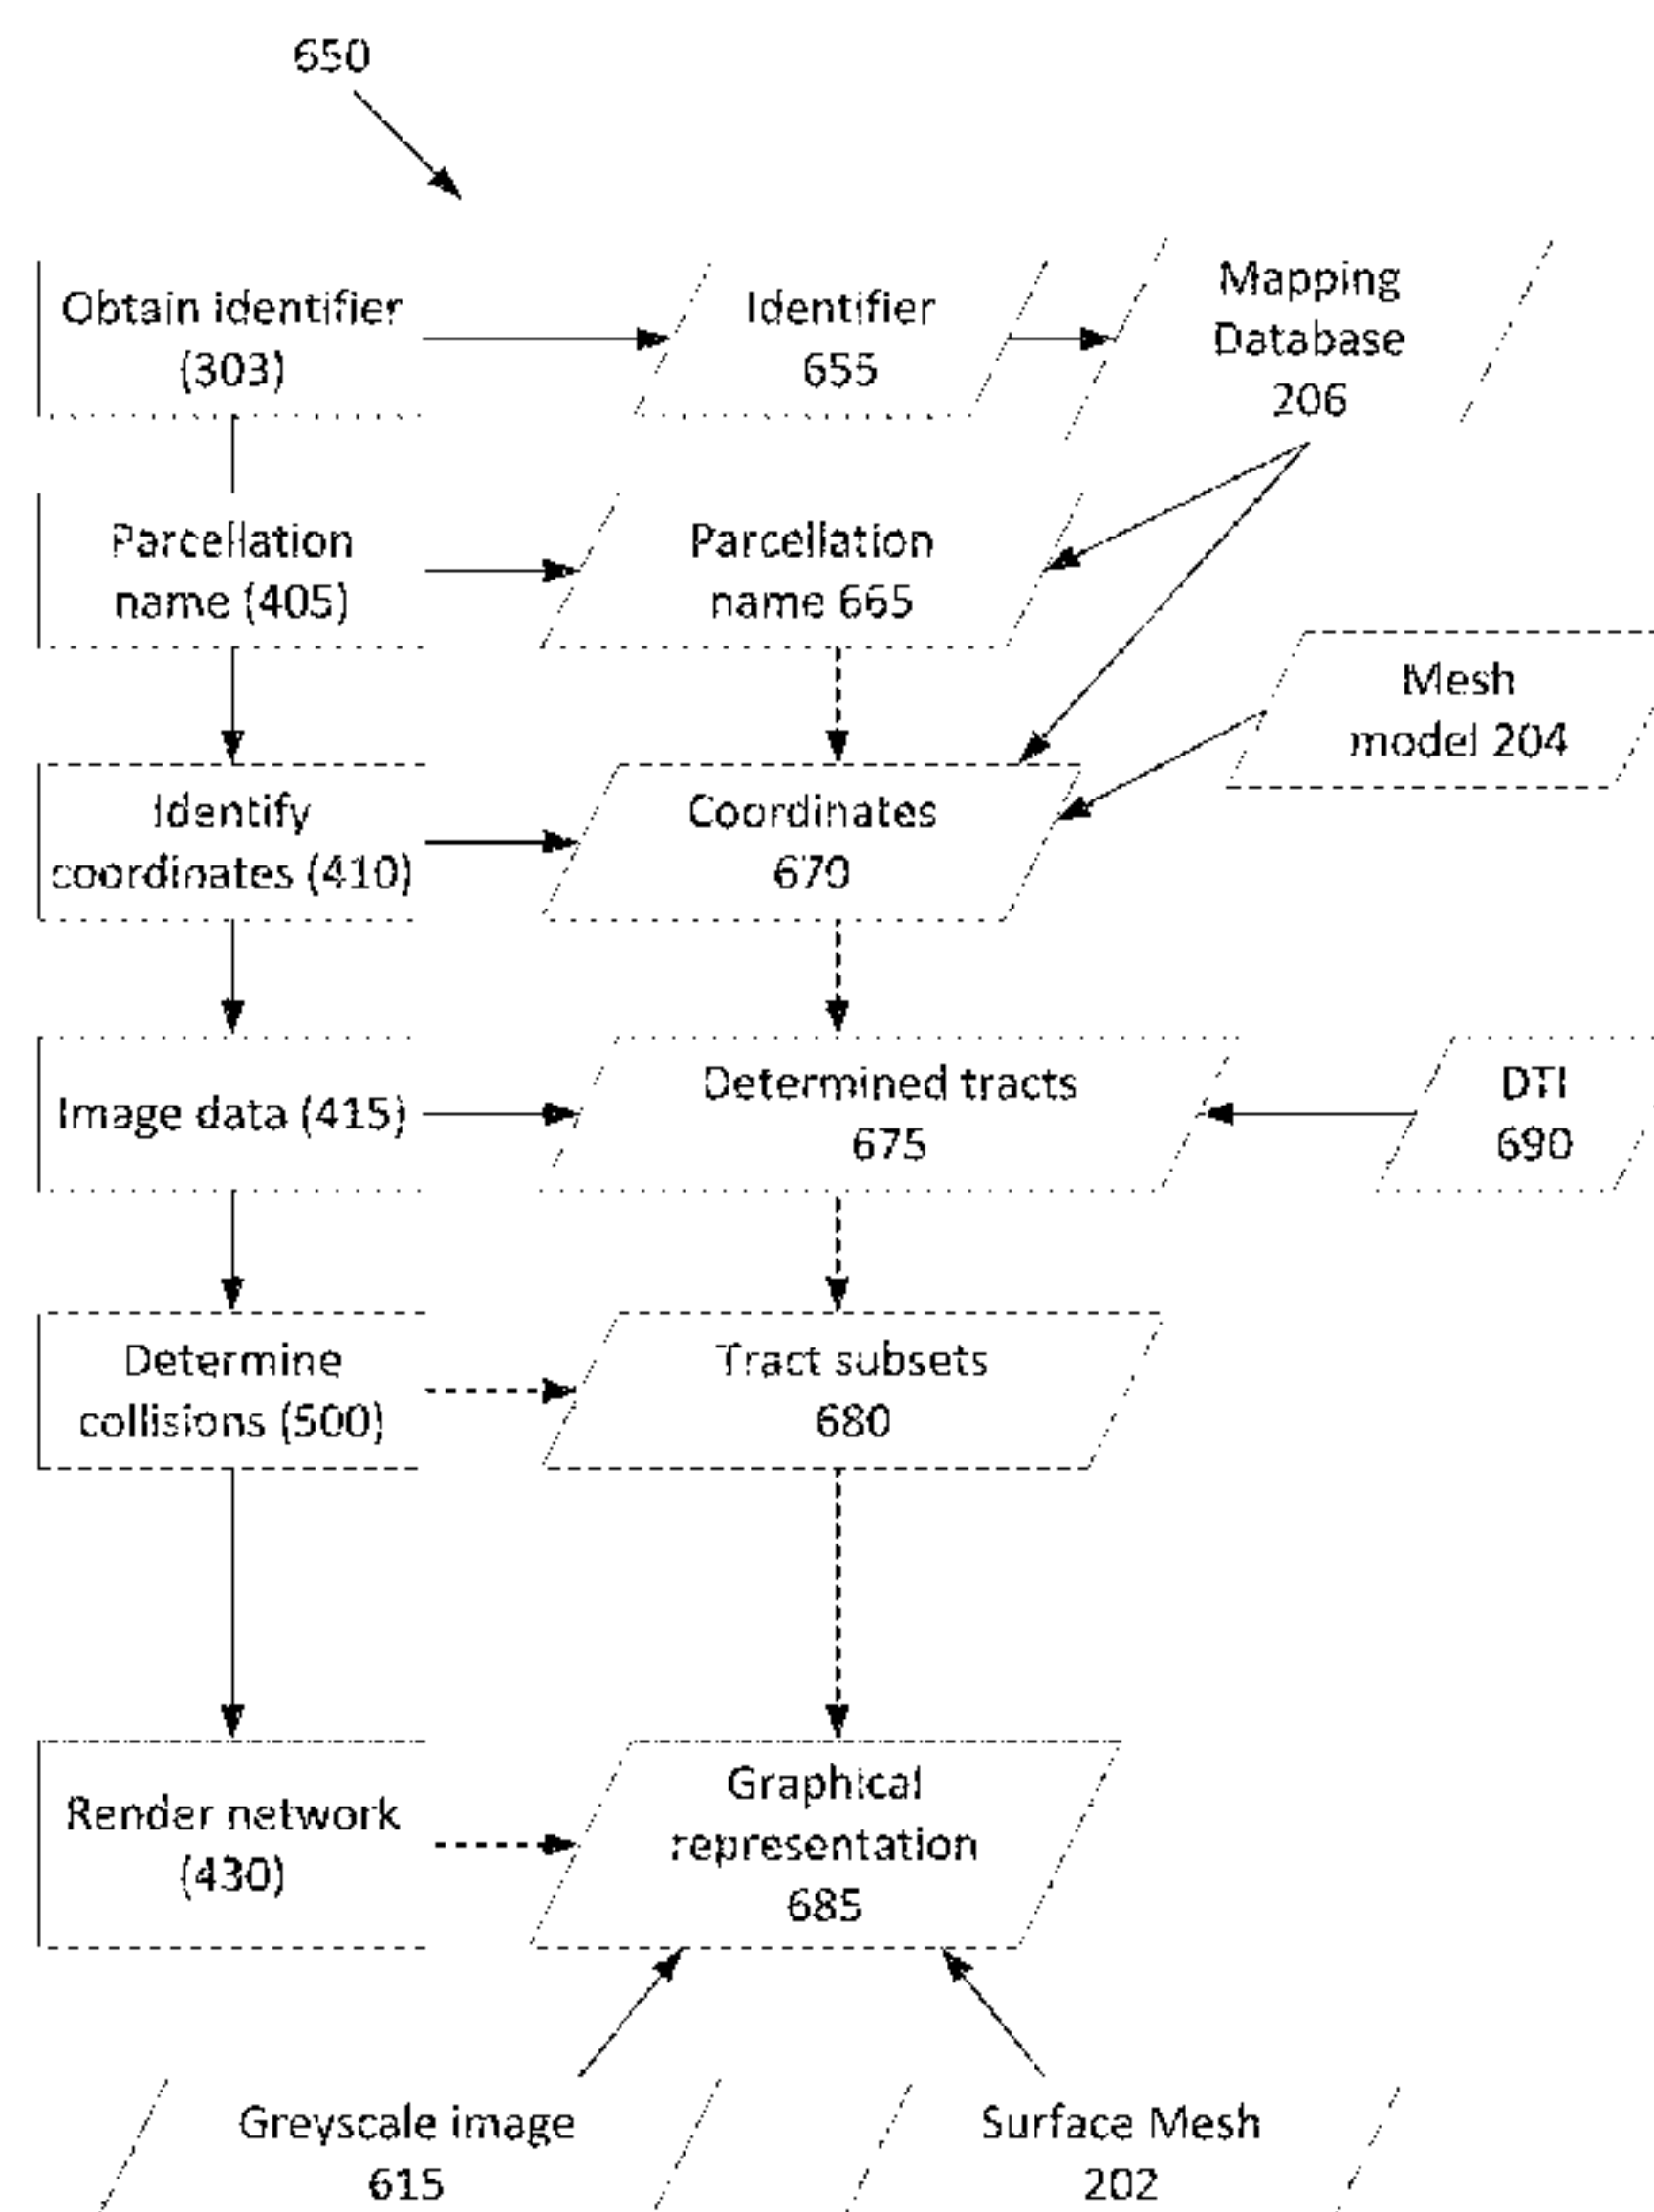 650
Obtain identifier
(303)
Identifier
655
Mapping
Database
206
Parcellation
name (405)
Parcellation
name 665
Mesh
model 204
Identify
coordinates (410)
Coordinates
670
Image data (415)
Determined tracts
675
DTI
690
Determine
collisions (500)
Tract subsets
680
Render network
(430)
Graphical
representation
685
Greyscale image
615
Surface Mesh
202